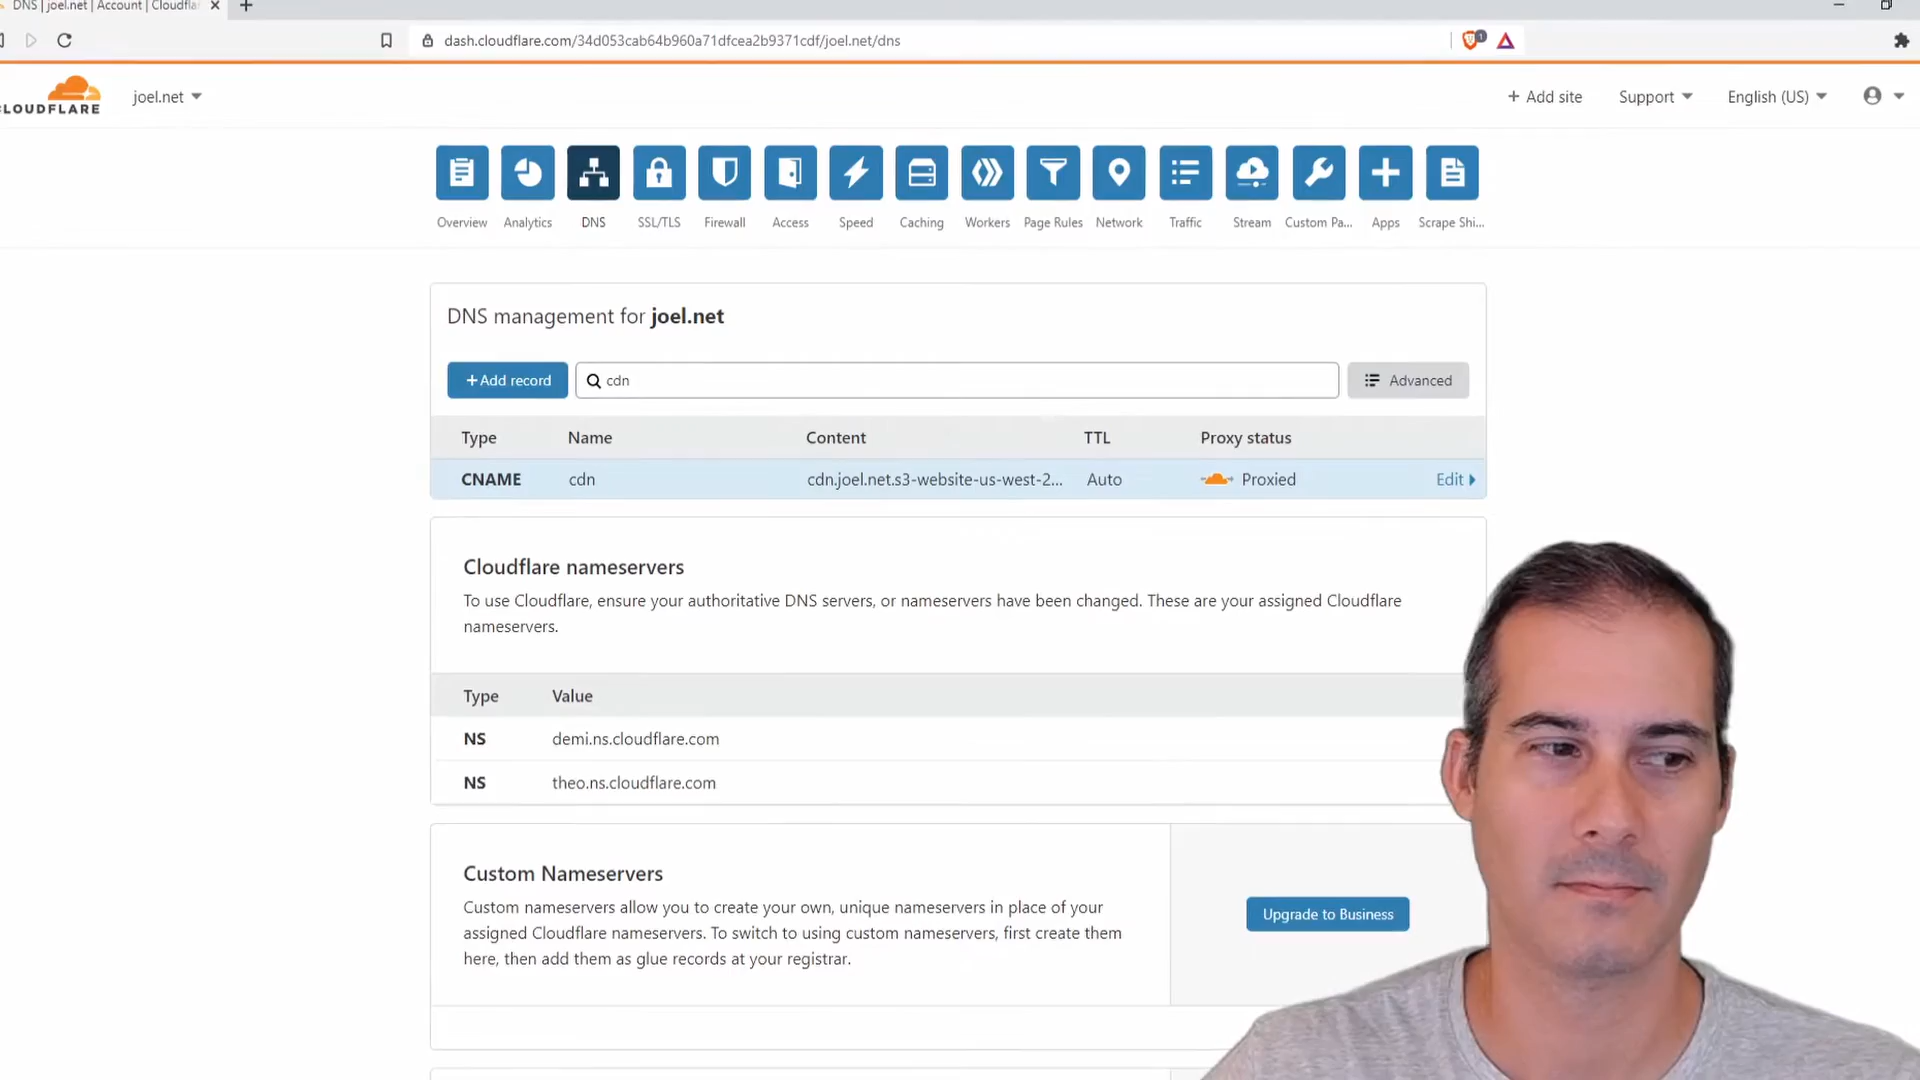 DNS | joel.net | Account | Cloudfla
dash.cloudflare.com/34d053cab64b960a71dfcea2b9371cdf/joel.net/dns
1
CLOUDFLARE
joel.net
+ Add site
Support
English (US)
Overview
Analytics
DNS
SSL/TLS
Firewall
Access
Speed
Caching
Workers
Page Rules
Network
Traffic
Stream
Custom Pa...
Apps
Scrape Shi...
DNS management for joel.net
+ Add record
cdn
Advanced
Type Name Content TTL Proxy status
CNAME cdn cdn.joel.net.s3-website-us-west-2... Auto Proxied Edit
Cloudflare nameservers
To use Cloudflare, ensure your authoritative DNS servers, or nameservers have been changed. These are your assigned Cloudflare
nameservers.
Type Value
NS demi.ns.cloudflare.com
NS theo.ns.cloudflare.com
Custom Nameservers
Custom nameservers allow you to create your own, unique nameservers in place of your
assigned Cloudflare nameservers. To switch to using custom nameservers, first create them
here, then add them as glue records at your registrar.
Upgrade to Business